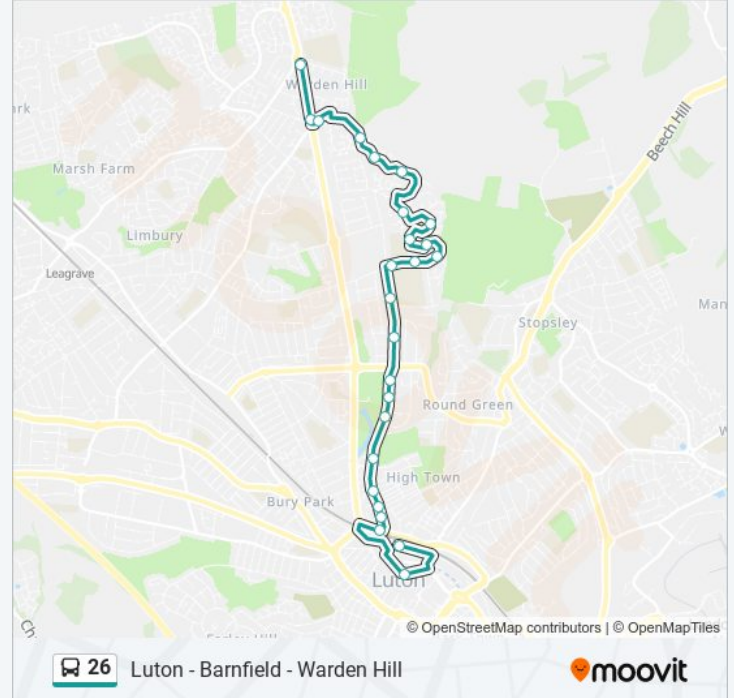 Warden Hill
Beech Hill
Marsh Farm
Limbury
Leagrave
Man
Stopsley
Round Green
High Town
Bury Park
Luton
Ch
© OpenStreetMap contributors | © OpenMapTiles
26 Luton - Barnfield - Warden Hill
moovit